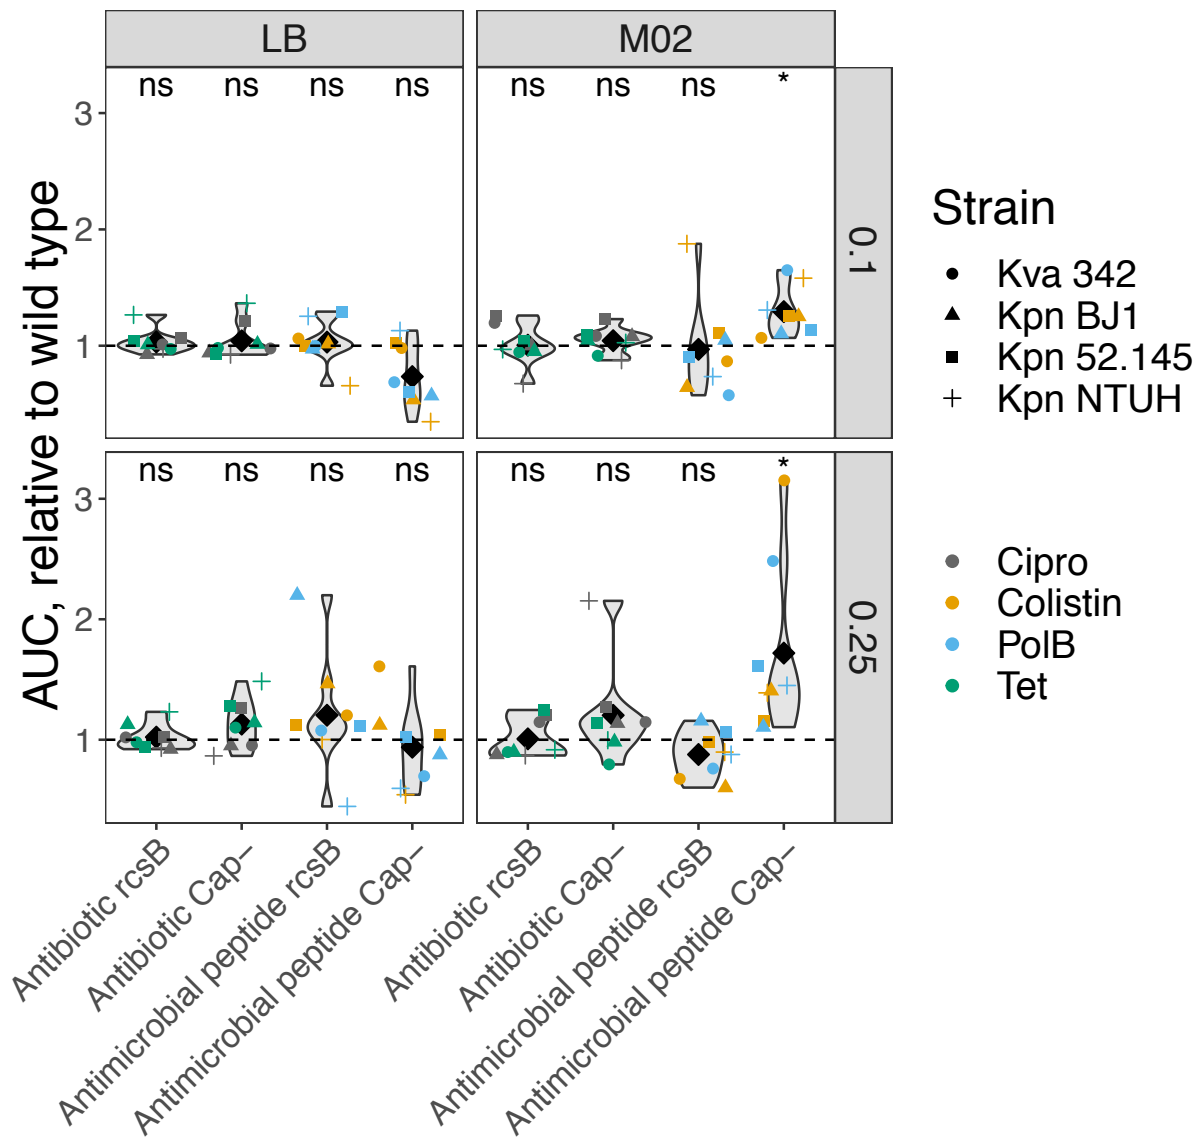 LB
M02
ns
ns
ns
ns
ns
ns
ns
*
3
2
1
0.1
ns
ns
ns
ns
ns
ns
ns
*
3
2
1
0.25
AUC, relative to wild type
Antibiotic rcsB
Antibiotic Cap–
Antimicrobial peptide rcsB
Antimicrobial peptide Cap–
Antibiotic rcsB
Antibiotic Cap–
Antimicrobial peptide rcsB
Antimicrobial peptide Cap–
Strain
Kva 342
Kpn BJ1
Kpn 52.145
Kpn NTUH
Cipro
Colistin
PolB
Tet